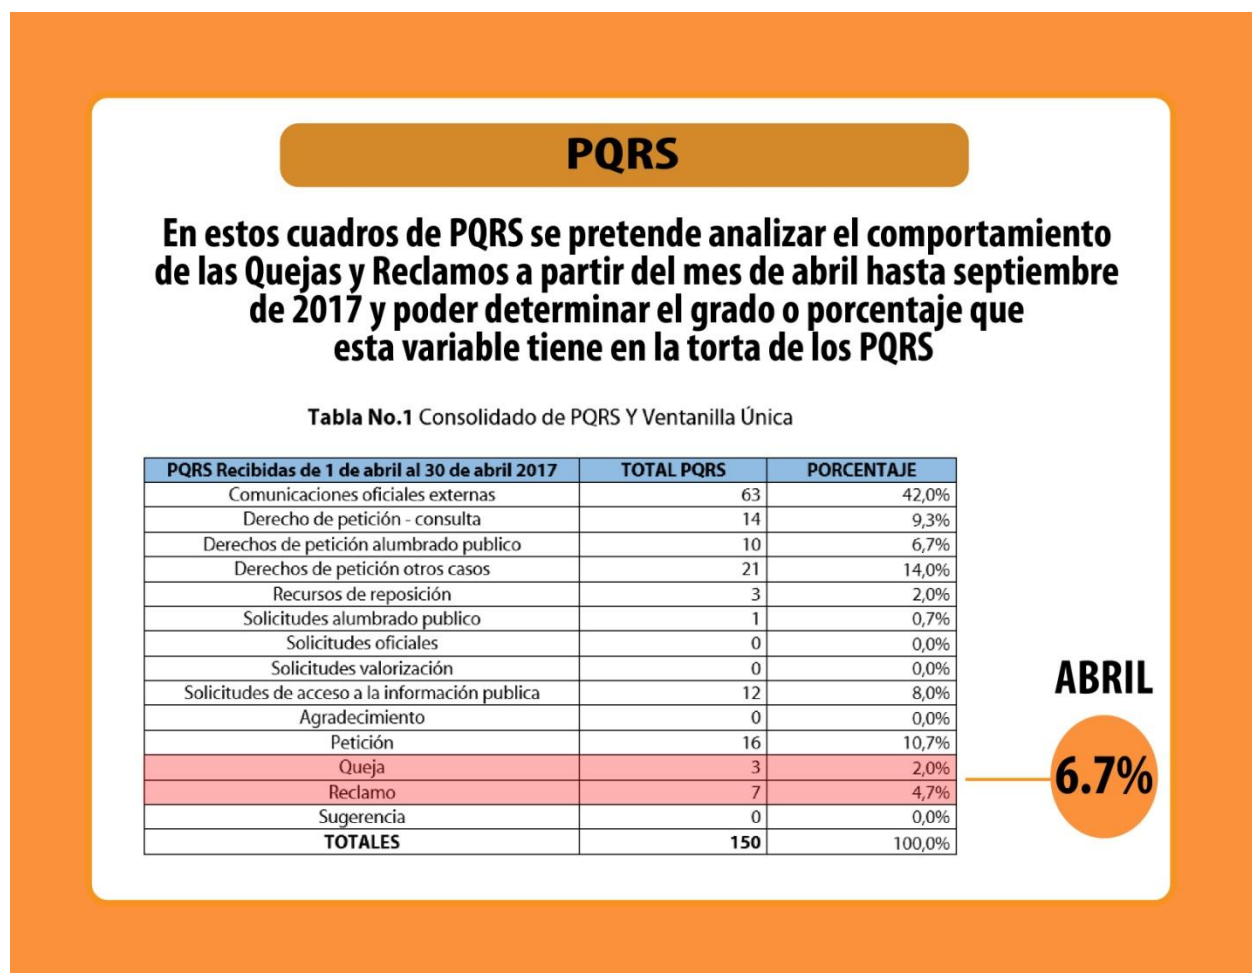 PQRS
En estos cuadros de PQRS se pretende analizar el comportamiento
de las Quejas y Reclamos a partir del mes de abril hasta septiembre
de 2017 y poder determinar el grado o porcentaje que
esta variable tiene en la torta de los PQRS
Tabla No.1 Consolidado de PQRS Y Ventanilla Única
PQRS Recibidas de 1 de abril al 30 de abril 2017 TOTAL PQRS PORCENTAJE
Comunicaciones oficiales externas 63 42,0%
Derecho de petición - consulta 14 9,3%
Derechos de petición alumbrado publico 10 6,7%
Derechos de petición otros casos 21 14,0%
Recursos de reposición 3 2,0%
Solicitudes alumbrado publico 1 0,7%
Solicitudes oficiales 0 0,0%
Solicitudes valorización 0 0,0%
Solicitudes de acceso a la información publica 12 8,0%
Agradecimiento 0 0,0%
Petición 16 10,7%
Queja 3 2,0%
Reclamo 7 4,7%
Sugerencia 0 0,0%
TOTALES 150 100,0%
ABRIL
6.7%